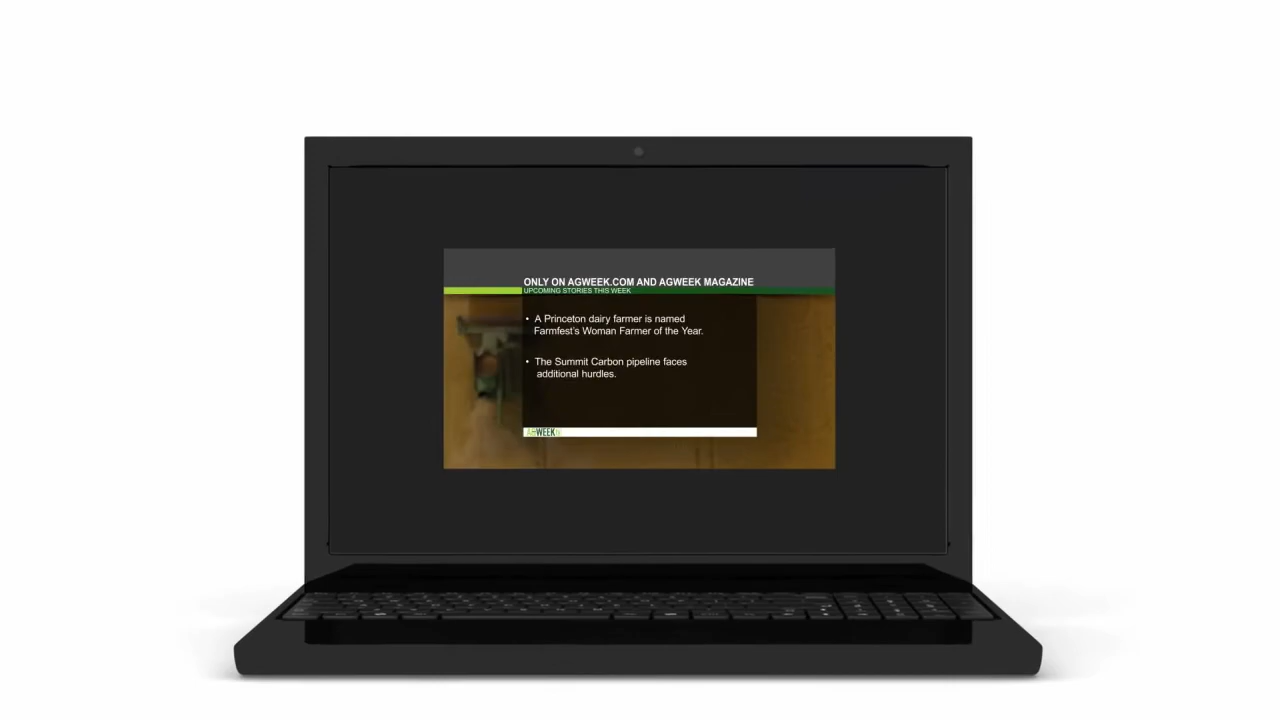 ONLY ON AGWEEK.COM AND AGWEEK MAGAZINE
UPCOMING STORIES THIS WEEK
• A Princeton dairy farmer is named
Farmfest's Woman Farmer of the Year.
• The Summit Carbon pipeline faces
additional hurdles.
AGWEEK